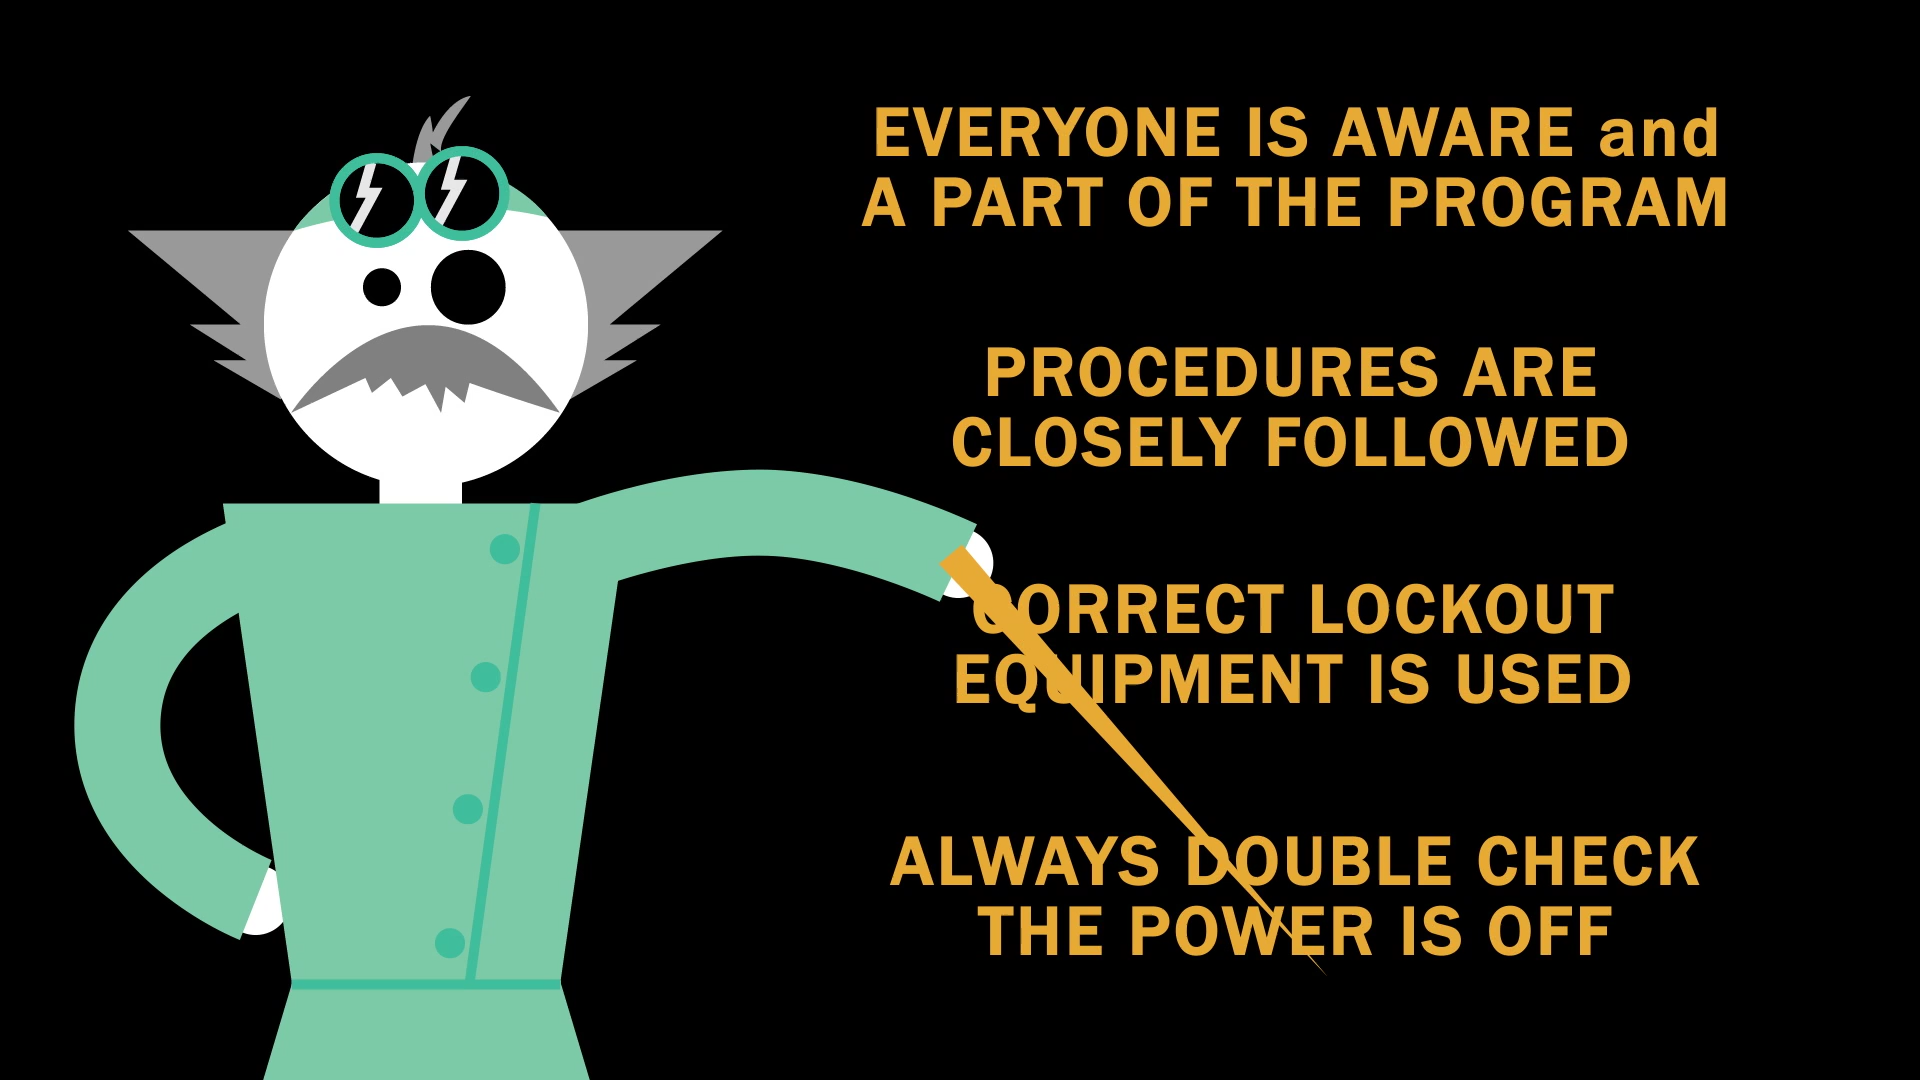 EVERYONE IS AWARE and
A PART OF THE PROGRAM
PROCEDURES ARE
CLOSELY FOLLOWED
CORRECT LOCKOUT
EQUIPMENT IS USED
ALWAYS DOUBLE CHECK
THE POWER IS OFF